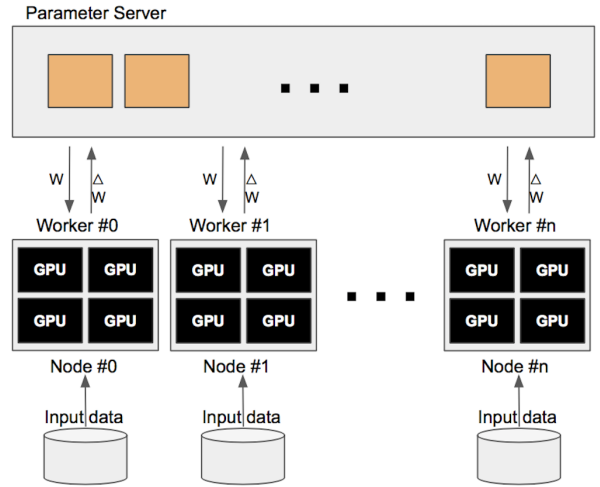 Parameter Server
W △ W △ W △
W W W
Worker #0 Worker #1 Worker #n
GPU GPU GPU GPU GPU GPU
GPU GPU GPU GPU GPU GPU
Node #0 Node #1 Node #n
Input data Input data Input data